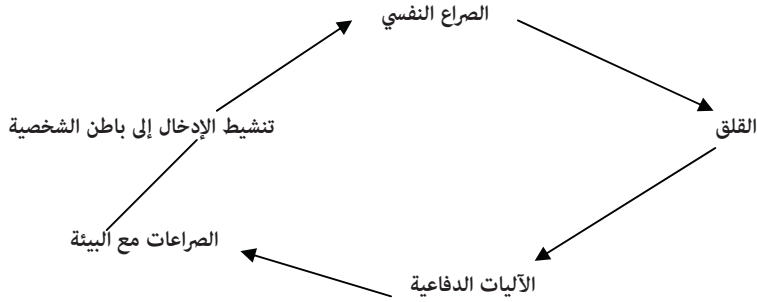 الصراع النفسي
القلق
تنشيط الإدخال إلى باطن الشخصية
الصراعات مع البيئة
الآليات الدفاعية